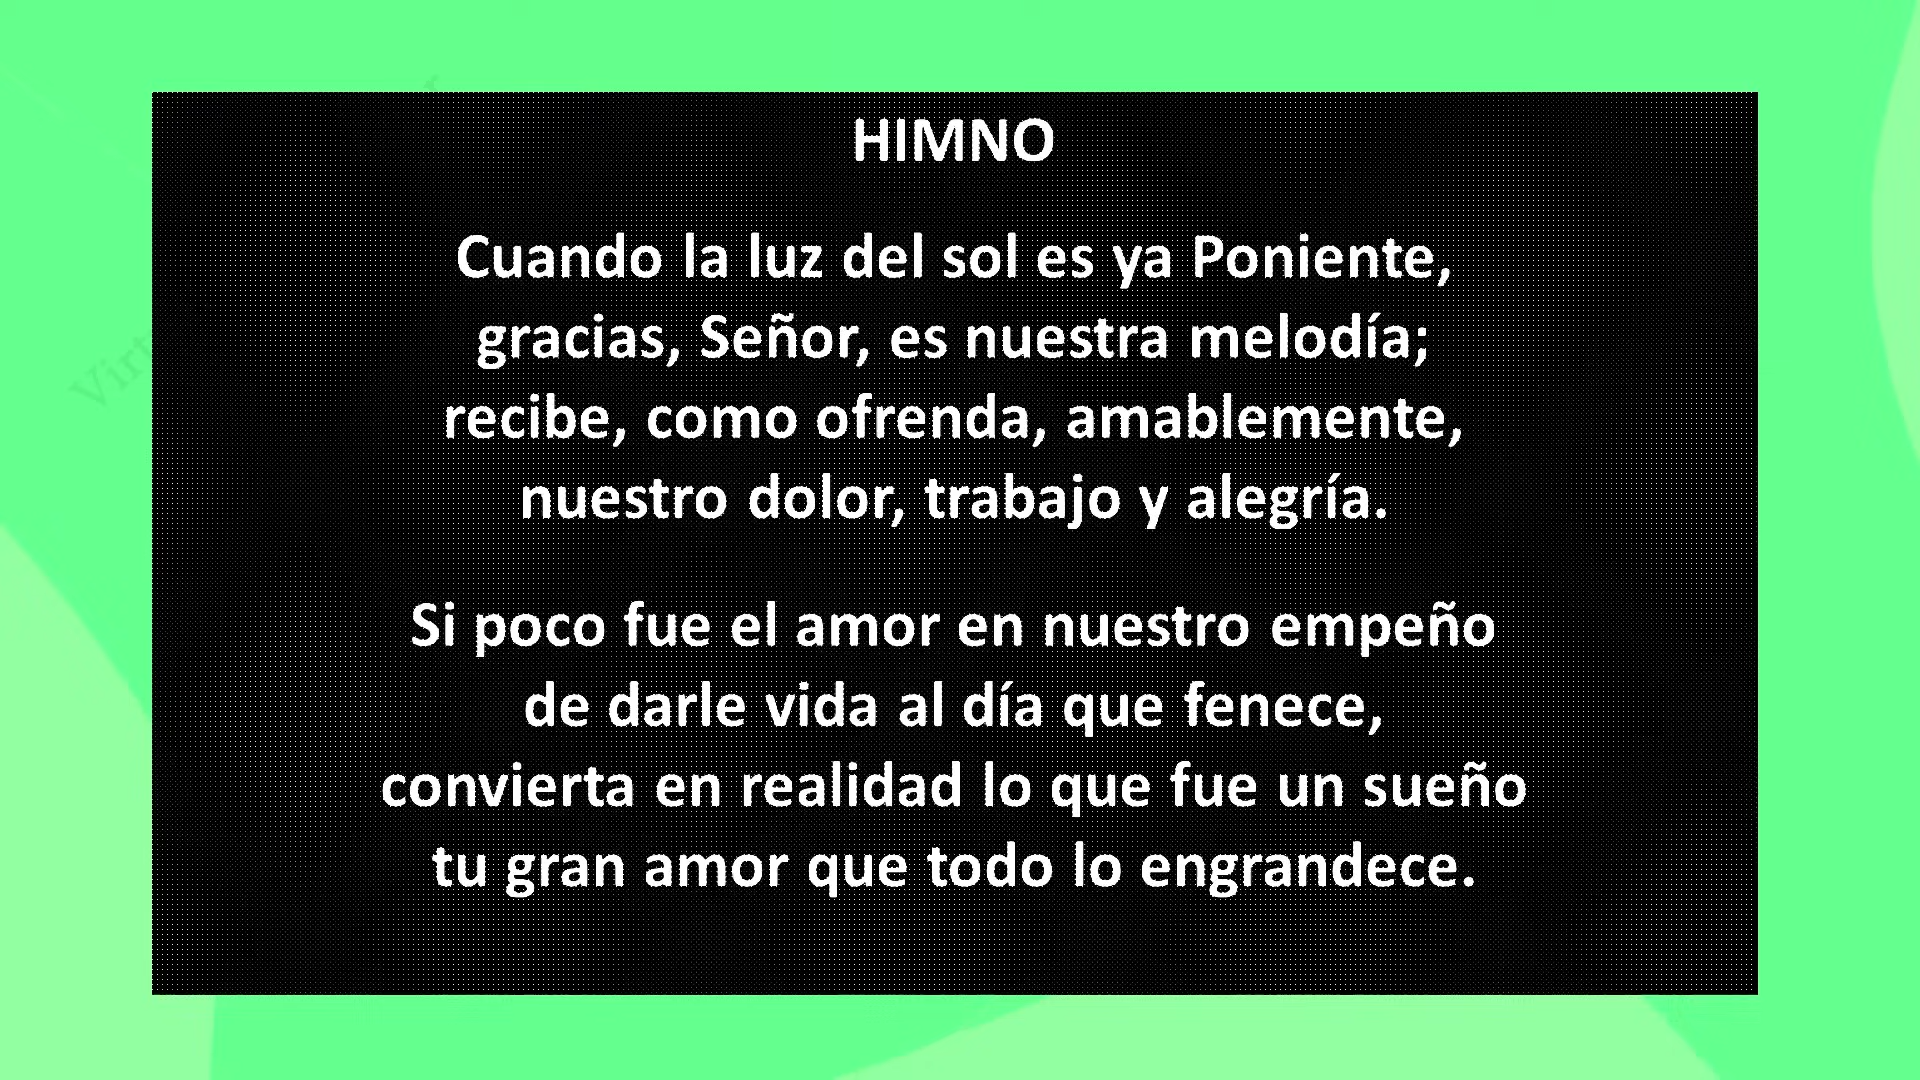 HIMNO
Cuando la luz del sol es ya Poniente,
gracias, Señor, es nuestra melodía;
recibe, como ofrenda, amablemente,
nuestro dolor, trabajo y alegría.
Si poco fue el amor en nuestro empeño
de darle vida al día que fenece,
convierta en realidad lo que fue un sueño
tu gran amor que todo lo engrandece.